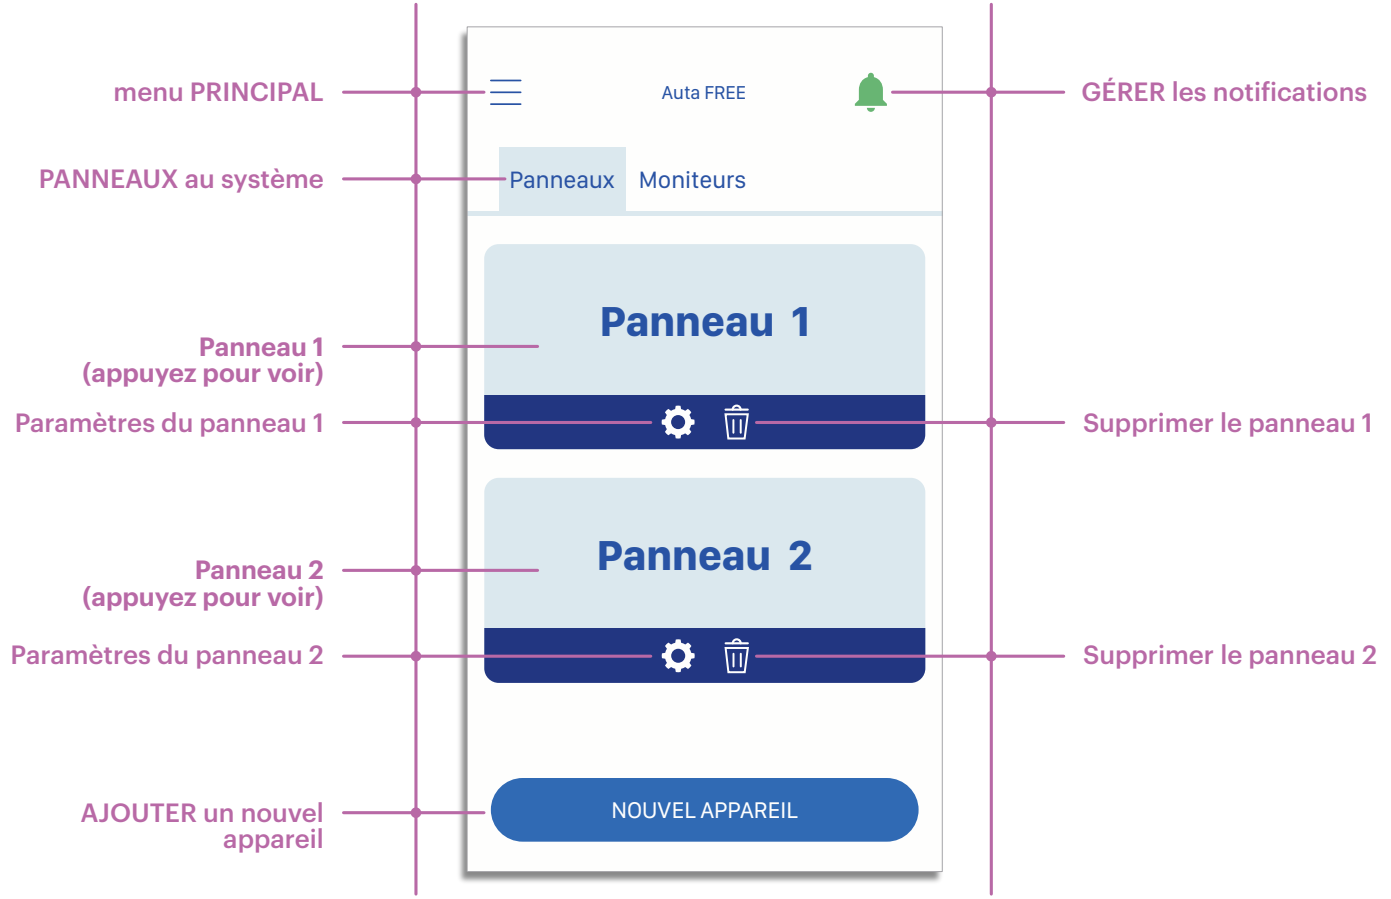 menu PRINCIPAL
Auta FREE
GÉRER les notifications
PANNEAUX au système
Panneaux
Moniteurs
Panneau 1
Panneau 1
(appuyez pour voir)
Paramètres du panneau 1
Supprimer le panneau 1
Panneau 2
Panneau 2
(appuyez pour voir)
Paramètres du panneau 2
Supprimer le panneau 2
AJOUTER un nouvel
appareil
NOUVEL APPAREIL